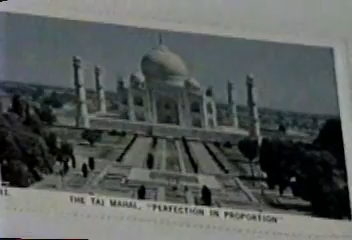 THE TAJ MAHAL, "PERFECTION IN PROPORTION"